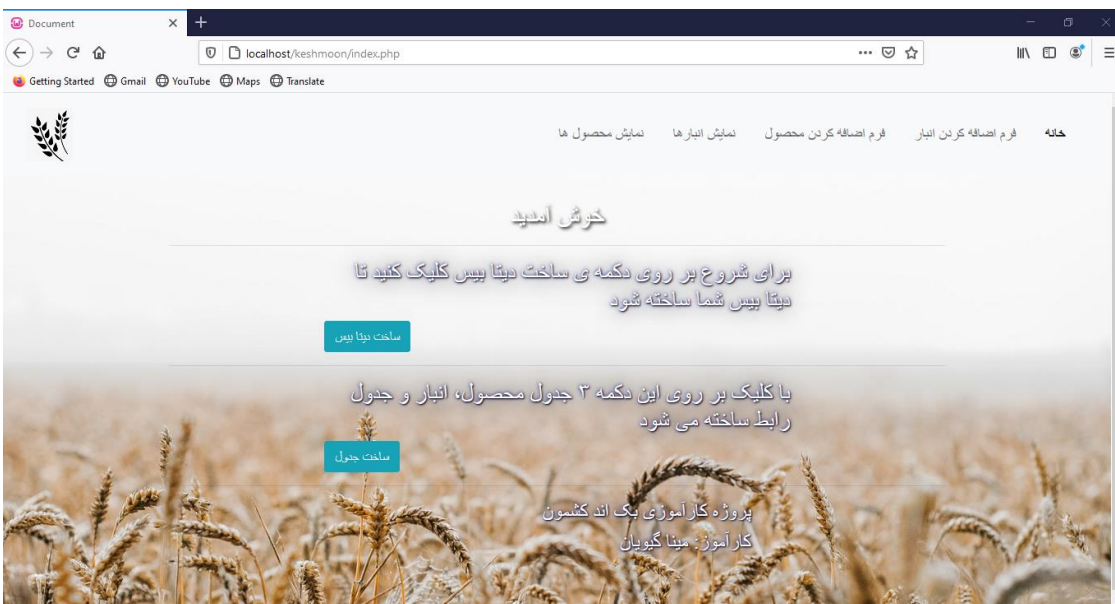 Document
localhost/keshmoon/index.php
Getting Started Gmail YouTube Maps Translate
خانه فرم اضافه کردن انبار فرم اضافه کردن محصول نمایش انبار ها نمایش محصول ها
خوش آمدید
برای شروع بر روی دکمه ی ساخت دیتا بیس کلیک کنید تا
دیتا بیس شما ساخته شود
ساخت دیتا بیس
با کلیک بر روی این دکمه ۳ جدول محصول، انبار و جدول
رابط ساخته می شود
ساخت جدول
پروژه کارآموزی بک اند کشمون
کارآموز: مینا گیویان